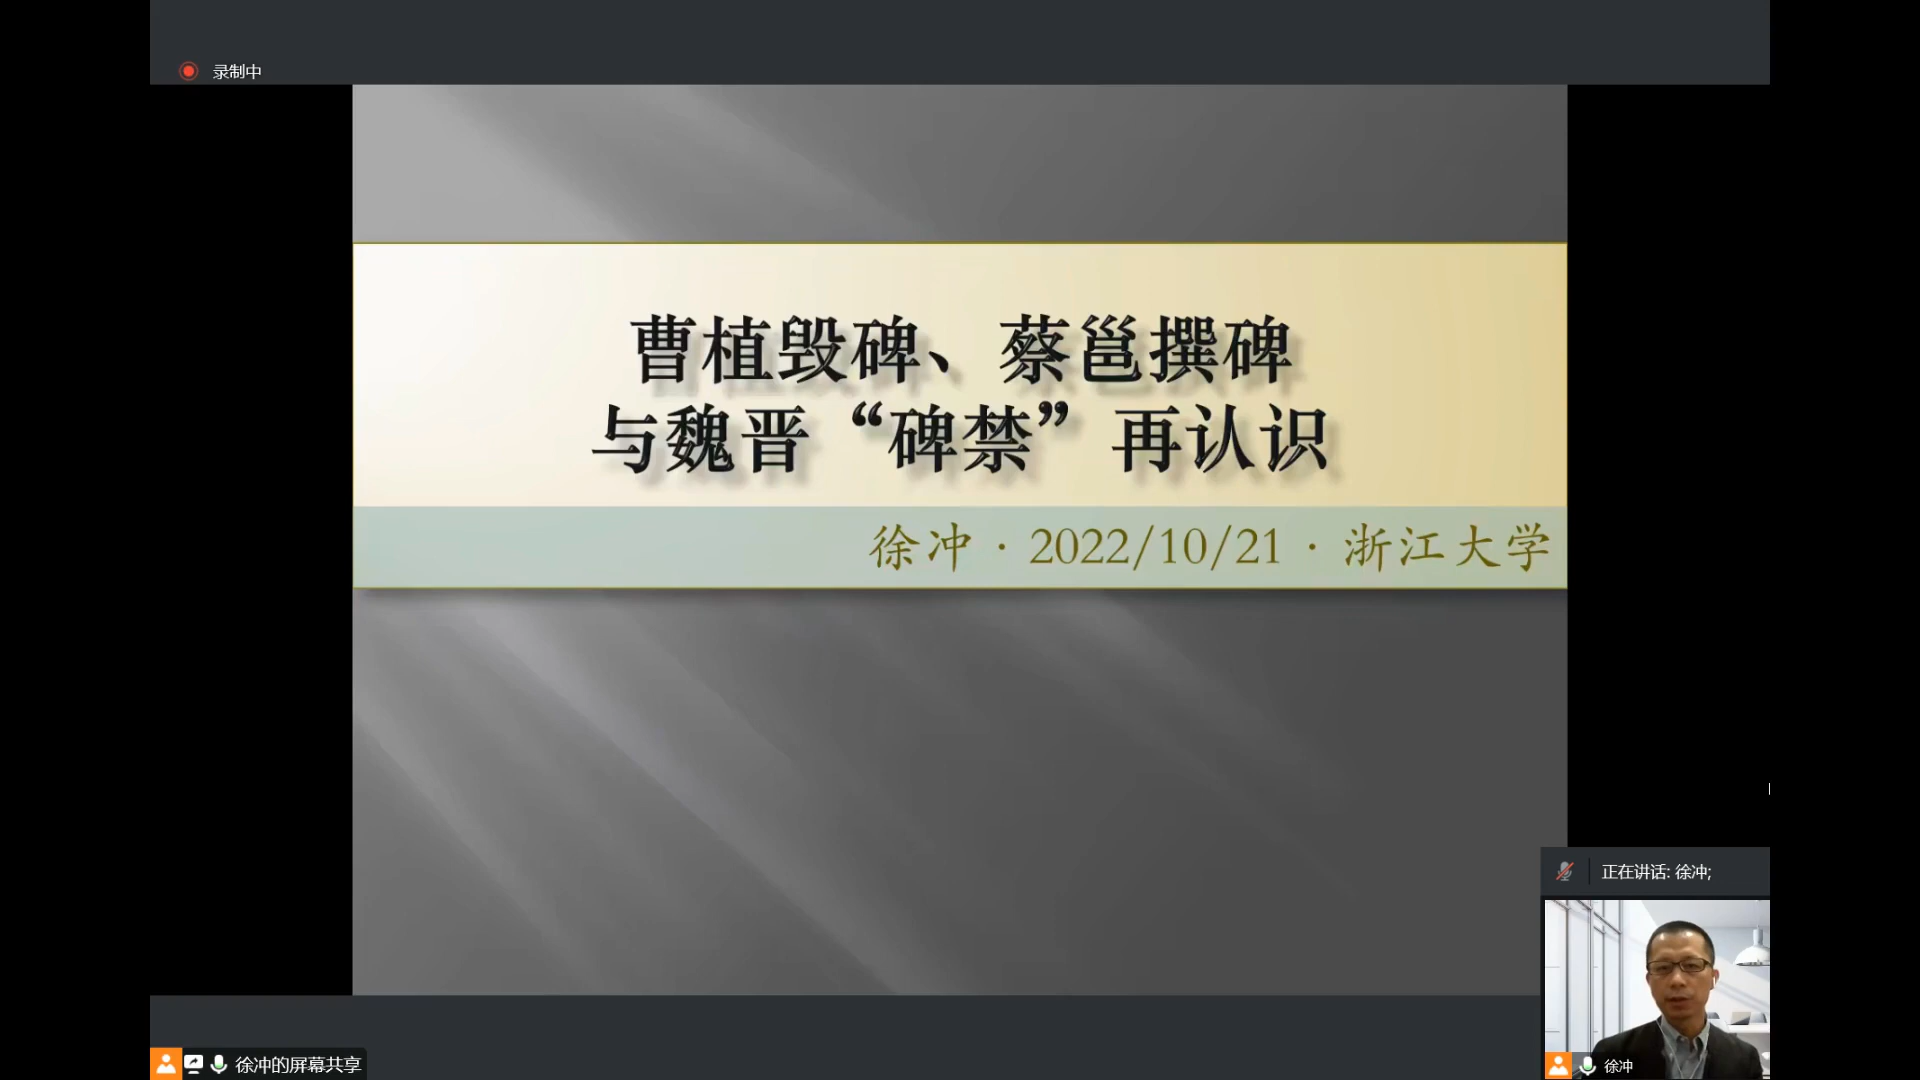 录制中
曹植毁碑、蔡邕撰碑
与魏晋“碑禁”再认识
徐冲 · 2022/10/21 · 浙江大学
正在讲话: 徐冲;
徐冲的屏幕共享
徐冲